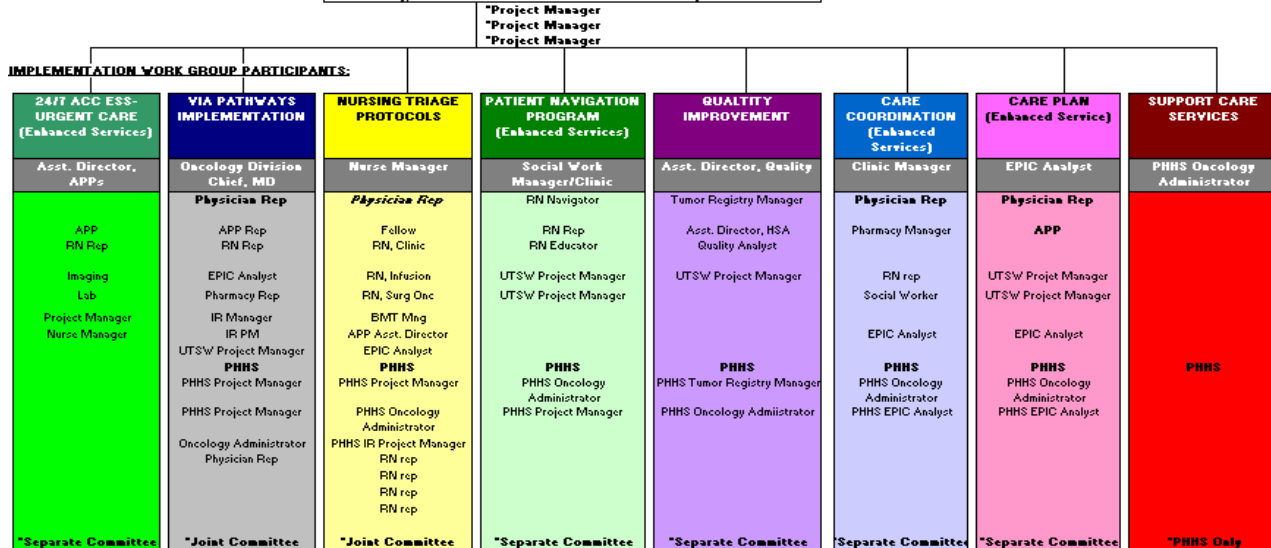 *Project Manager
*Project Manager
*Project Manager
IMPLEMENTATION WORK GROUP PARTICIPANTS:
24/7 ACC ESS-
URGENT CARE
(Enhanced Services)
Asst. Director,
APPs
APP
RN Rep
Imaging
Lab
Project Manager
Nurse Manager
*Separate Committee
VIA PATHWAYS
IMPLEMENTATION
Oncology Division
Chief, MD
Physician Rep
APP Rep
RN Rep
EPIC Analyst
Pharmacy Rep
IR Manager
IR PM
UTSW Project Manager
PHHS
PHHS Project Manager
PHHS Project Manager
Oncology Administrator
Physician Rep
*Joint Committee
NURSING TRIAGE
PROTOCOLS
Nurse Manager
Physician Rep
Fellow
RN, Clinic
RN, Infusion
RN, Surg Onc
BMT Mng
APP Asst. Director
EPIC Analyst
PHHS
PHHS Project Manager
PHHS Oncology
Administrator
PHHS IR Project Manager
RN rep
RN rep
RN rep
RN rep
*Joint Committee
PATIENT NAVIGATION
PROGRAM
(Enhanced Services)
Social Work
Manager/Clinic
RN Navigator
RN Rep
RN Educator
UTSW Project Manager
UTSW Project Manager
PHHS
PHHS Oncology
Administrator
PHHS Project Manager
*Separate Committee
QUALTITY
IMPROVEMENT
Asst. Director, Quality
Tumor Registry Manager
Asst. Director, HSA
Quality Analyst
UTSW Project Manager
PHHS
PHHS Tumor Registry Manager
PHHS Oncology Admiistrator
*Separate Committee
CARE
COORDINATION
(Enhanced
Services)
Clinic Manager
Physician Rep
Pharmacy Manager
RN rep
Social Worker
EPIC Analyst
PHHS
PHHS Oncology
Administrator
PHHS EPIC Analyst
*Separate Committee
CARE PLAN
(Enhanced Service)
EPIC Analyst
Physician Rep
APP
UTSW Projet Manager
UTSW Project Manager
EPIC Analyst
PHHS
PHHS Oncology
Administrator
PHHS EPIC Analyst
*Separate Committee
SUPPORT CARE
SERVICES
PHHS Oncology
Administrator
PHHS
*PHHS Only